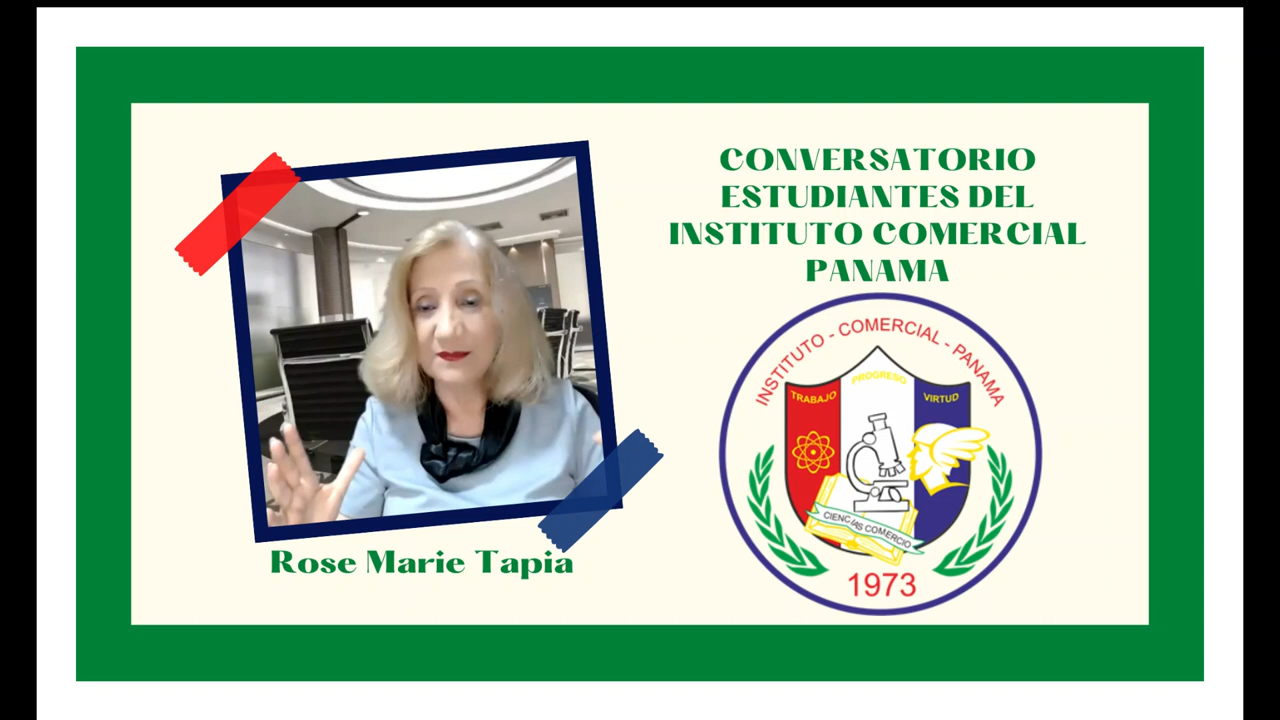 CONVERSATORIO
ESTUDIANTES DEL
INSTITUTO COMERCIAL
PANAMA
INSTITUTO - COMERCIAL - PANAMA
PROGRESO
TRABAJO
VIRTUD
CIENCIAS COMERCIO
1973
Rose Marie Tapia